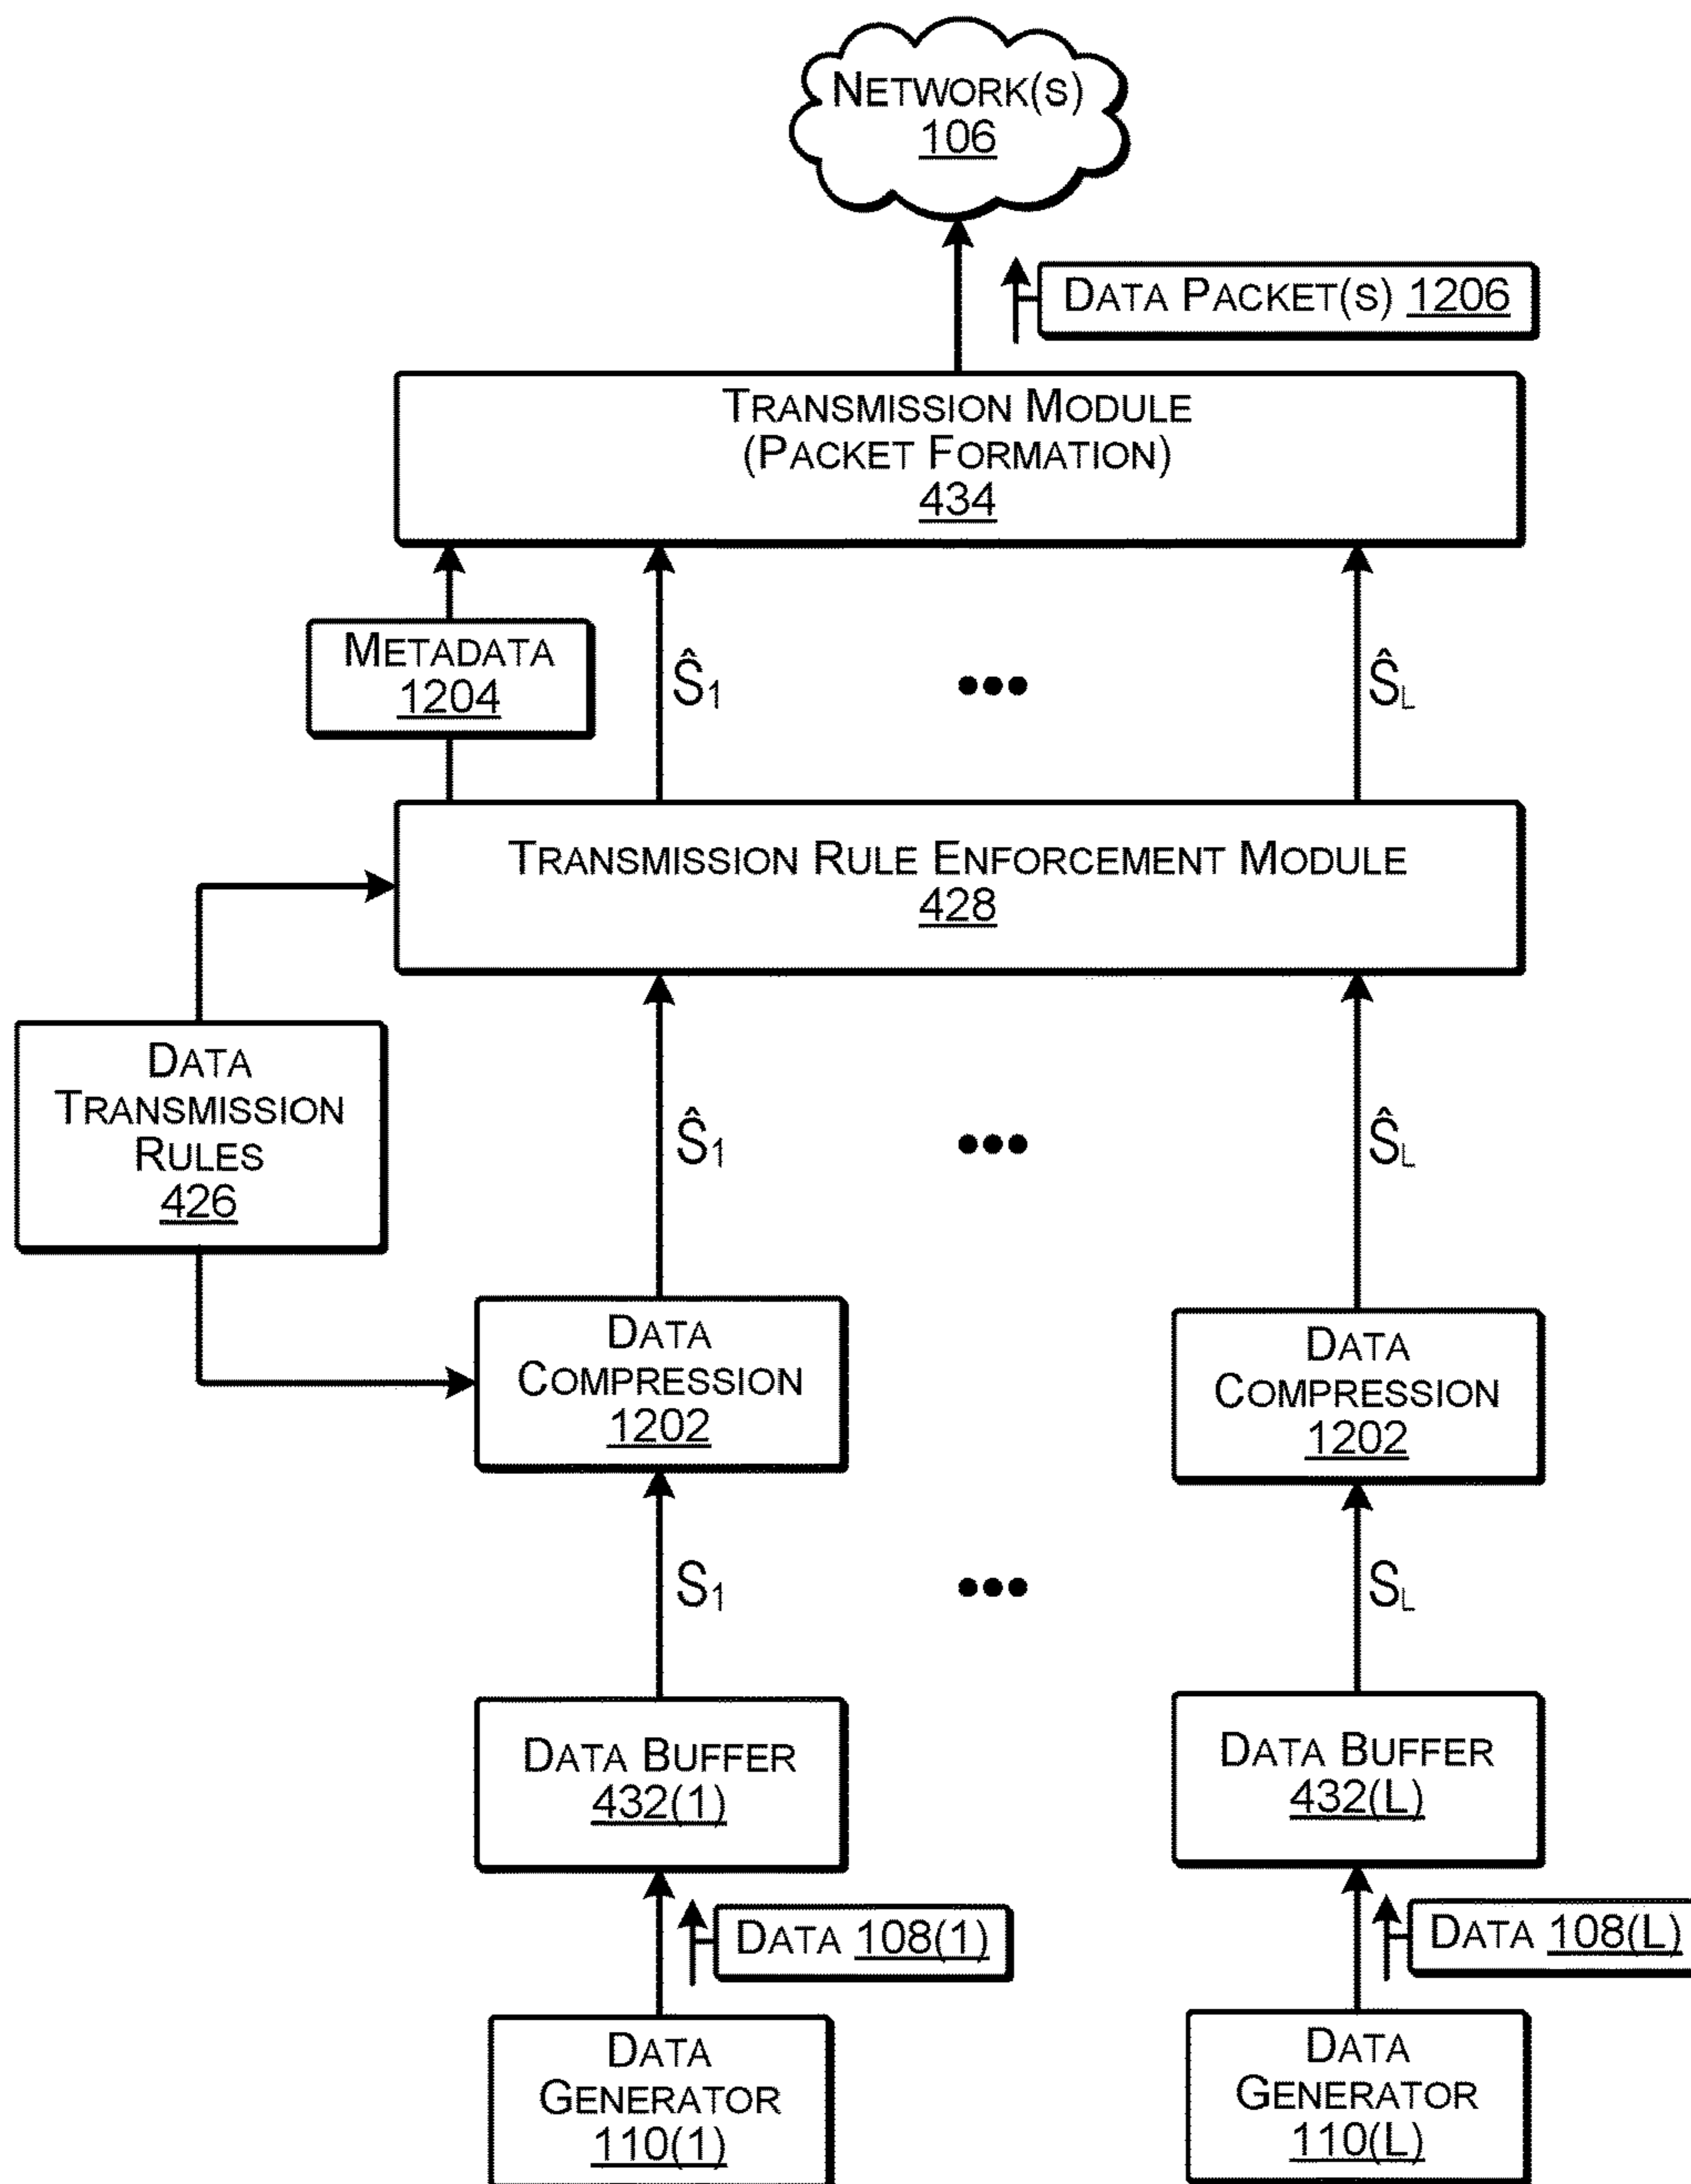 NETWORK(S)
106
DATA PACKET(S) 1206
TRANSMISSION MODULE
(PACKET FORMATION)
434
METADATA
1204
Ŝ1
•••
ŜL
TRANSMISSION RULE ENFORCEMENT MODULE
428
DATA
TRANSMISSION
RULES
426
Ŝ1
•••
ŜL
DATA
COMPRESSION
1202
DATA
COMPRESSION
1202
S1
•••
SL
DATA BUFFER
432(1)
DATA BUFFER
432(L)
DATA 108(1)
DATA 108(L)
DATA
GENERATOR
110(1)
DATA
GENERATOR
110(L)